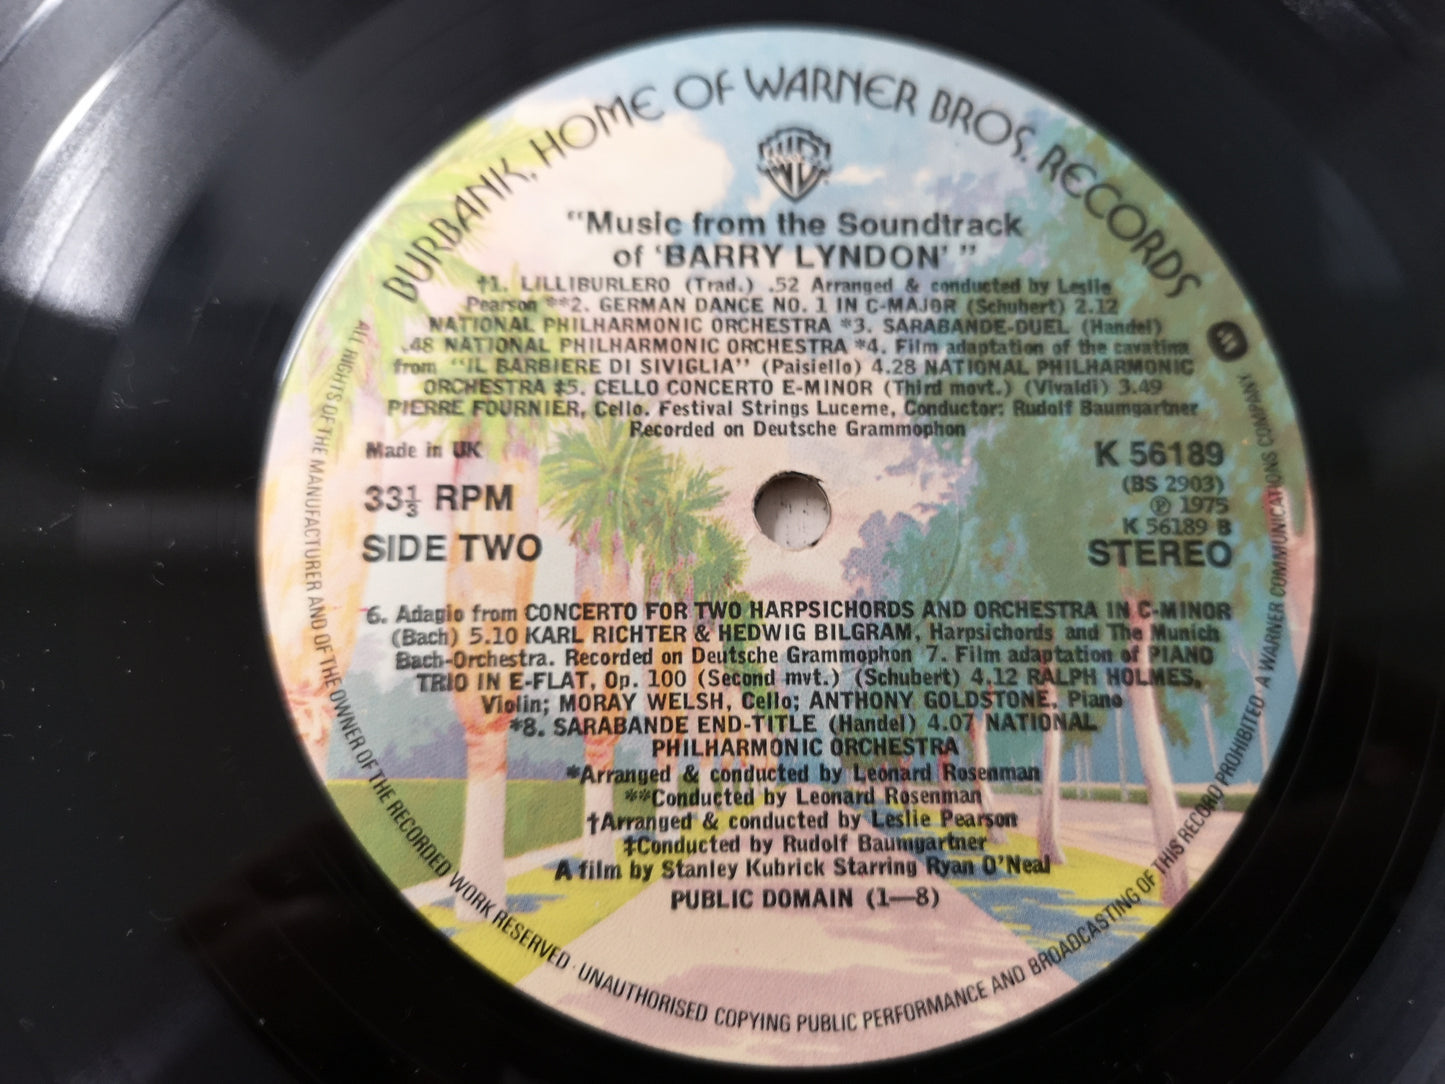 BURBANK, HOME OF WARNER BROS. RECORDS
WB
"Music from the Soundtrack
of 'BARRY LYNDON' "
†1. LILLIBURLERO (Trad.) .52 Arranged & conducted by Leslie
Pearson **2. GERMAN DANCE NO. 1 IN C-MAJOR (Schubert) 2.12
NATIONAL PHILHARMONIC ORCHESTRA *3. SARABANDE-DUEL (Handel)
.48 NATIONAL PHILHARMONIC ORCHESTRA *4. Film adaptation of the cavatina
from "IL BARBIERE DI SIVIGLIA" (Paisiello) 4.28 NATIONAL PHILHARMONIC
ORCHESTRA ‡5. CELLO CONCERTO E-MINOR (Third movt.) (Vivaldi) 3.49
PIERRE FOURNIER, Cello. Festival Strings Lucerne, Conductor: Rudolf Baumgartner
Recorded on Deutsche Grammophon
Made in UK
33⅓ RPM
SIDE TWO
K 56189
(BS 2903)
℗ 1975
K 56189 B
STEREO
6. Adagio from CONCERTO FOR TWO HARPSICHORDS AND ORCHESTRA IN C-MINOR
(Bach) 5.10 KARL RICHTER & HEDWIG BILGRAM, Harpsichords and The Munich
Bach-Orchestra. Recorded on Deutsche Grammophon 7. Film adaptation of PIANO
TRIO IN E-FLAT, Op. 100 (Second mvt.) (Schubert) 4.12 RALPH HOLMES,
Violin; MORAY WELSH, Cello; ANTHONY GOLDSTONE, Piano
*8. SARABANDE END-TITLE (Handel) 4.07 NATIONAL
PHILHARMONIC ORCHESTRA
*Arranged & conducted by Leonard Rosenman
**Conducted by Leonard Rosenman
†Arranged & conducted by Leslie Pearson
‡Conducted by Rudolf Baumgartner
A film by Stanley Kubrick Starring Ryan O'Neal
PUBLIC DOMAIN (1—8)
ALL RIGHTS OF THE MANUFACTURER AND OF THE OWNER OF THE RECORDED WORK RESERVED · UNAUTHORISED COPYING PUBLIC PERFORMANCE AND BROADCASTING OF THIS RECORD PROHIBITED · A WARNER COMMUNICATIONS COMPANY